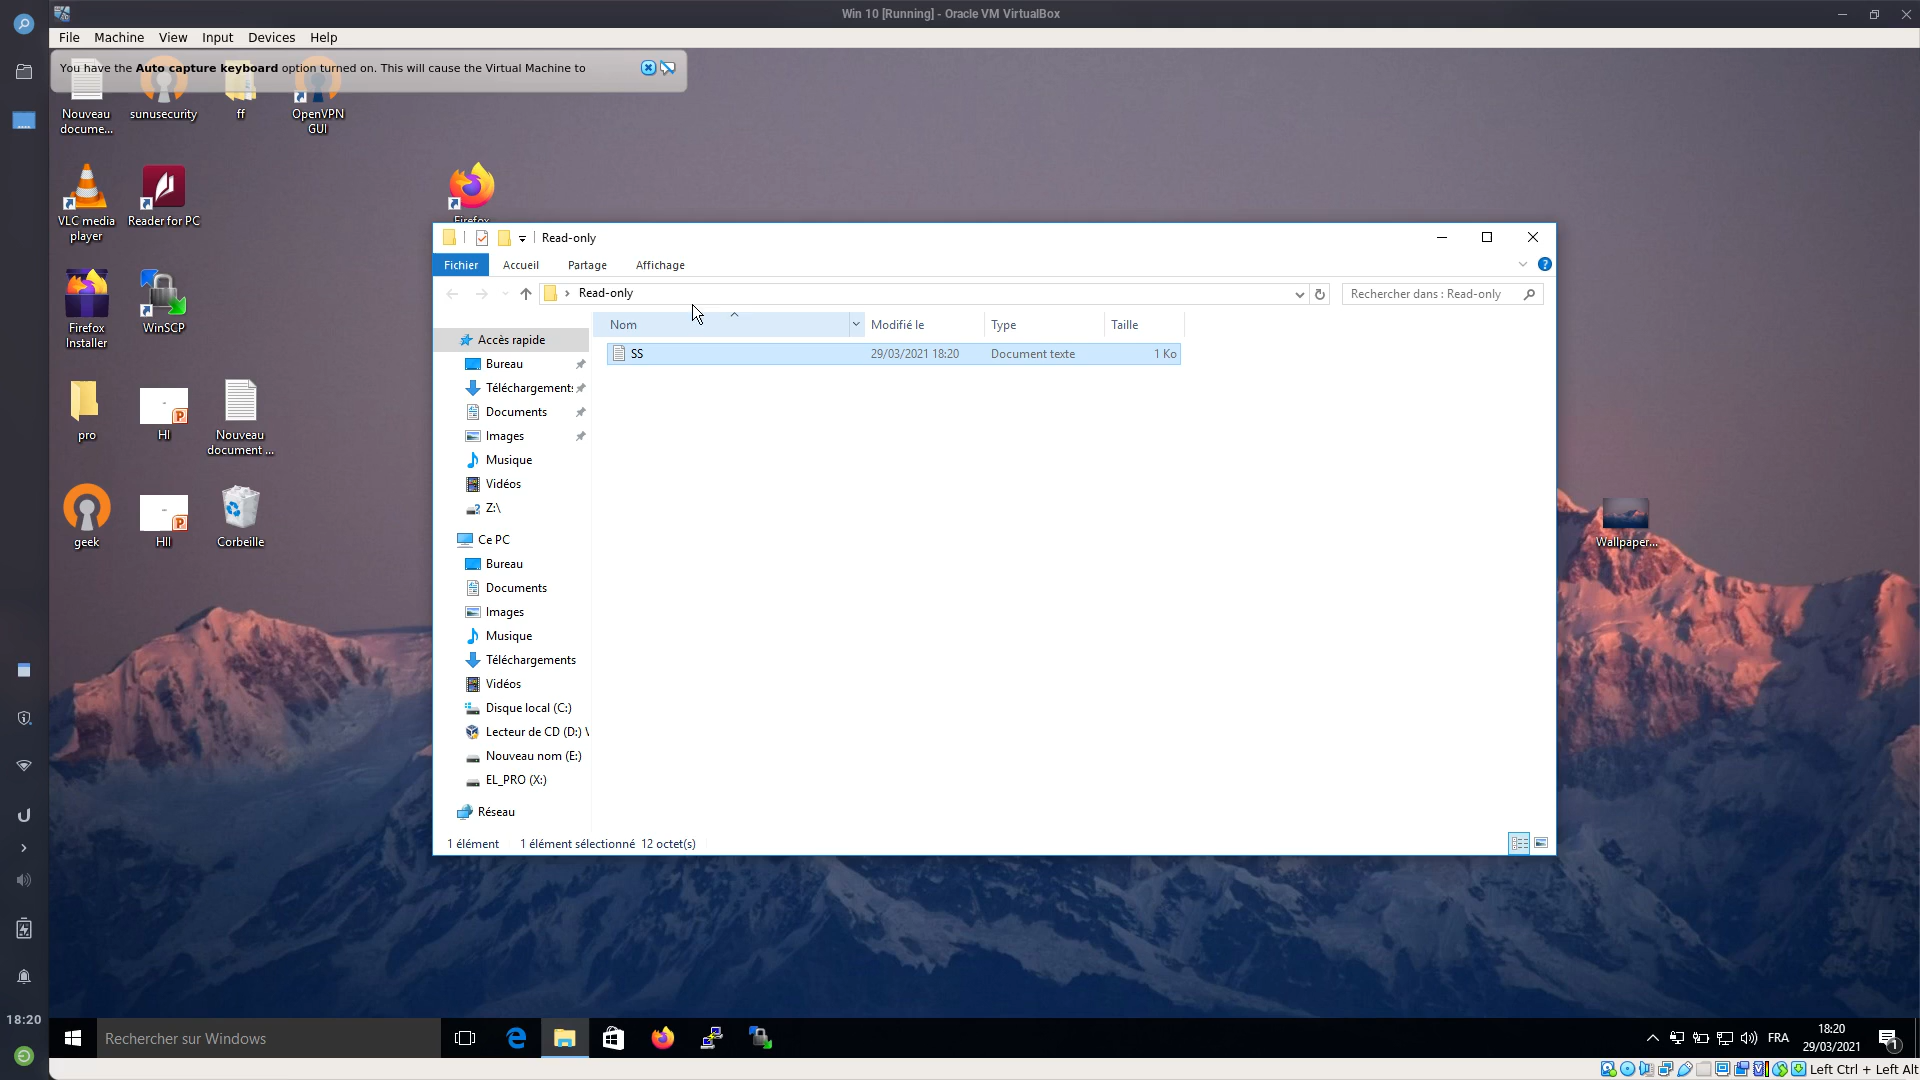 Win 10 [Running] - Oracle VM VirtualBox
File Machine View Input Devices Help
You have the Auto capture keyboard option turned on. This will cause the Virtual Machine to
Nouveau docume...
sunusecurity
ff
OpenVPN GUI
VLC media player
Reader for PC
Firefox
Firefox Installer
WinSCP
pro
HI
Nouveau document ...
geek
HII
Corbeille
Wallpaper...
Read-only
Fichier Accueil Partage Affichage
Read-only
Rechercher dans : Read-only
Nom Modifié le Type Taille
SS 29/03/2021 18:20 Document texte 1 Ko
Accès rapide
Bureau
Téléchargement:
Documents
Images
Musique
Vidéos
Z:\
Ce PC
Bureau
Documents
Images
Musique
Téléchargements
Vidéos
Disque local (C:)
Lecteur de CD (D:) \
Nouveau nom (E:)
EL_PRO (X:)
Réseau
1 élément 1 élément sélectionné 12 octet(s)
18:20
Rechercher sur Windows
FRA
18:20
29/03/2021
1
Left Ctrl + Left Alt